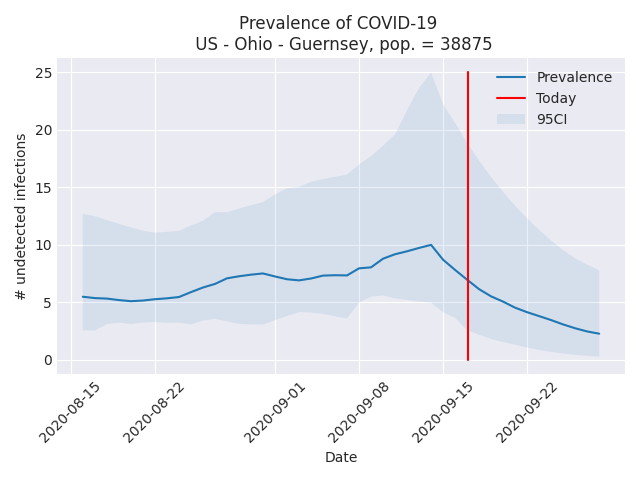 Prevalence of COVID-19
US - Ohio - Guernsey, pop. = 38875
25
20
15
10
5
0
# undetected infections
Prevalence
Today
95CI
2020-08-15
2020-08-22
2020-09-01
2020-09-08
2020-09-15
2020-09-22
Date